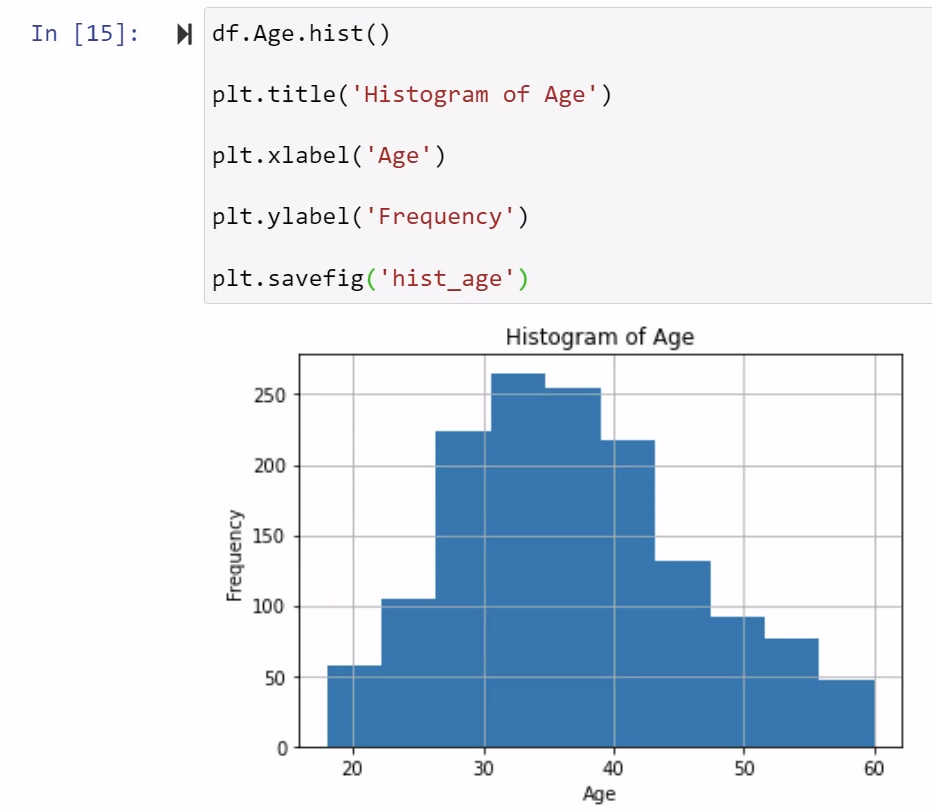 In [15]:
df.Age.hist()
plt.title('Histogram of Age')
plt.xlabel('Age')
plt.ylabel('Frequency')
plt.savefig('hist_age')
Histogram of Age
250
200
150
100
50
0
Frequency
20 30 40 50 60
Age